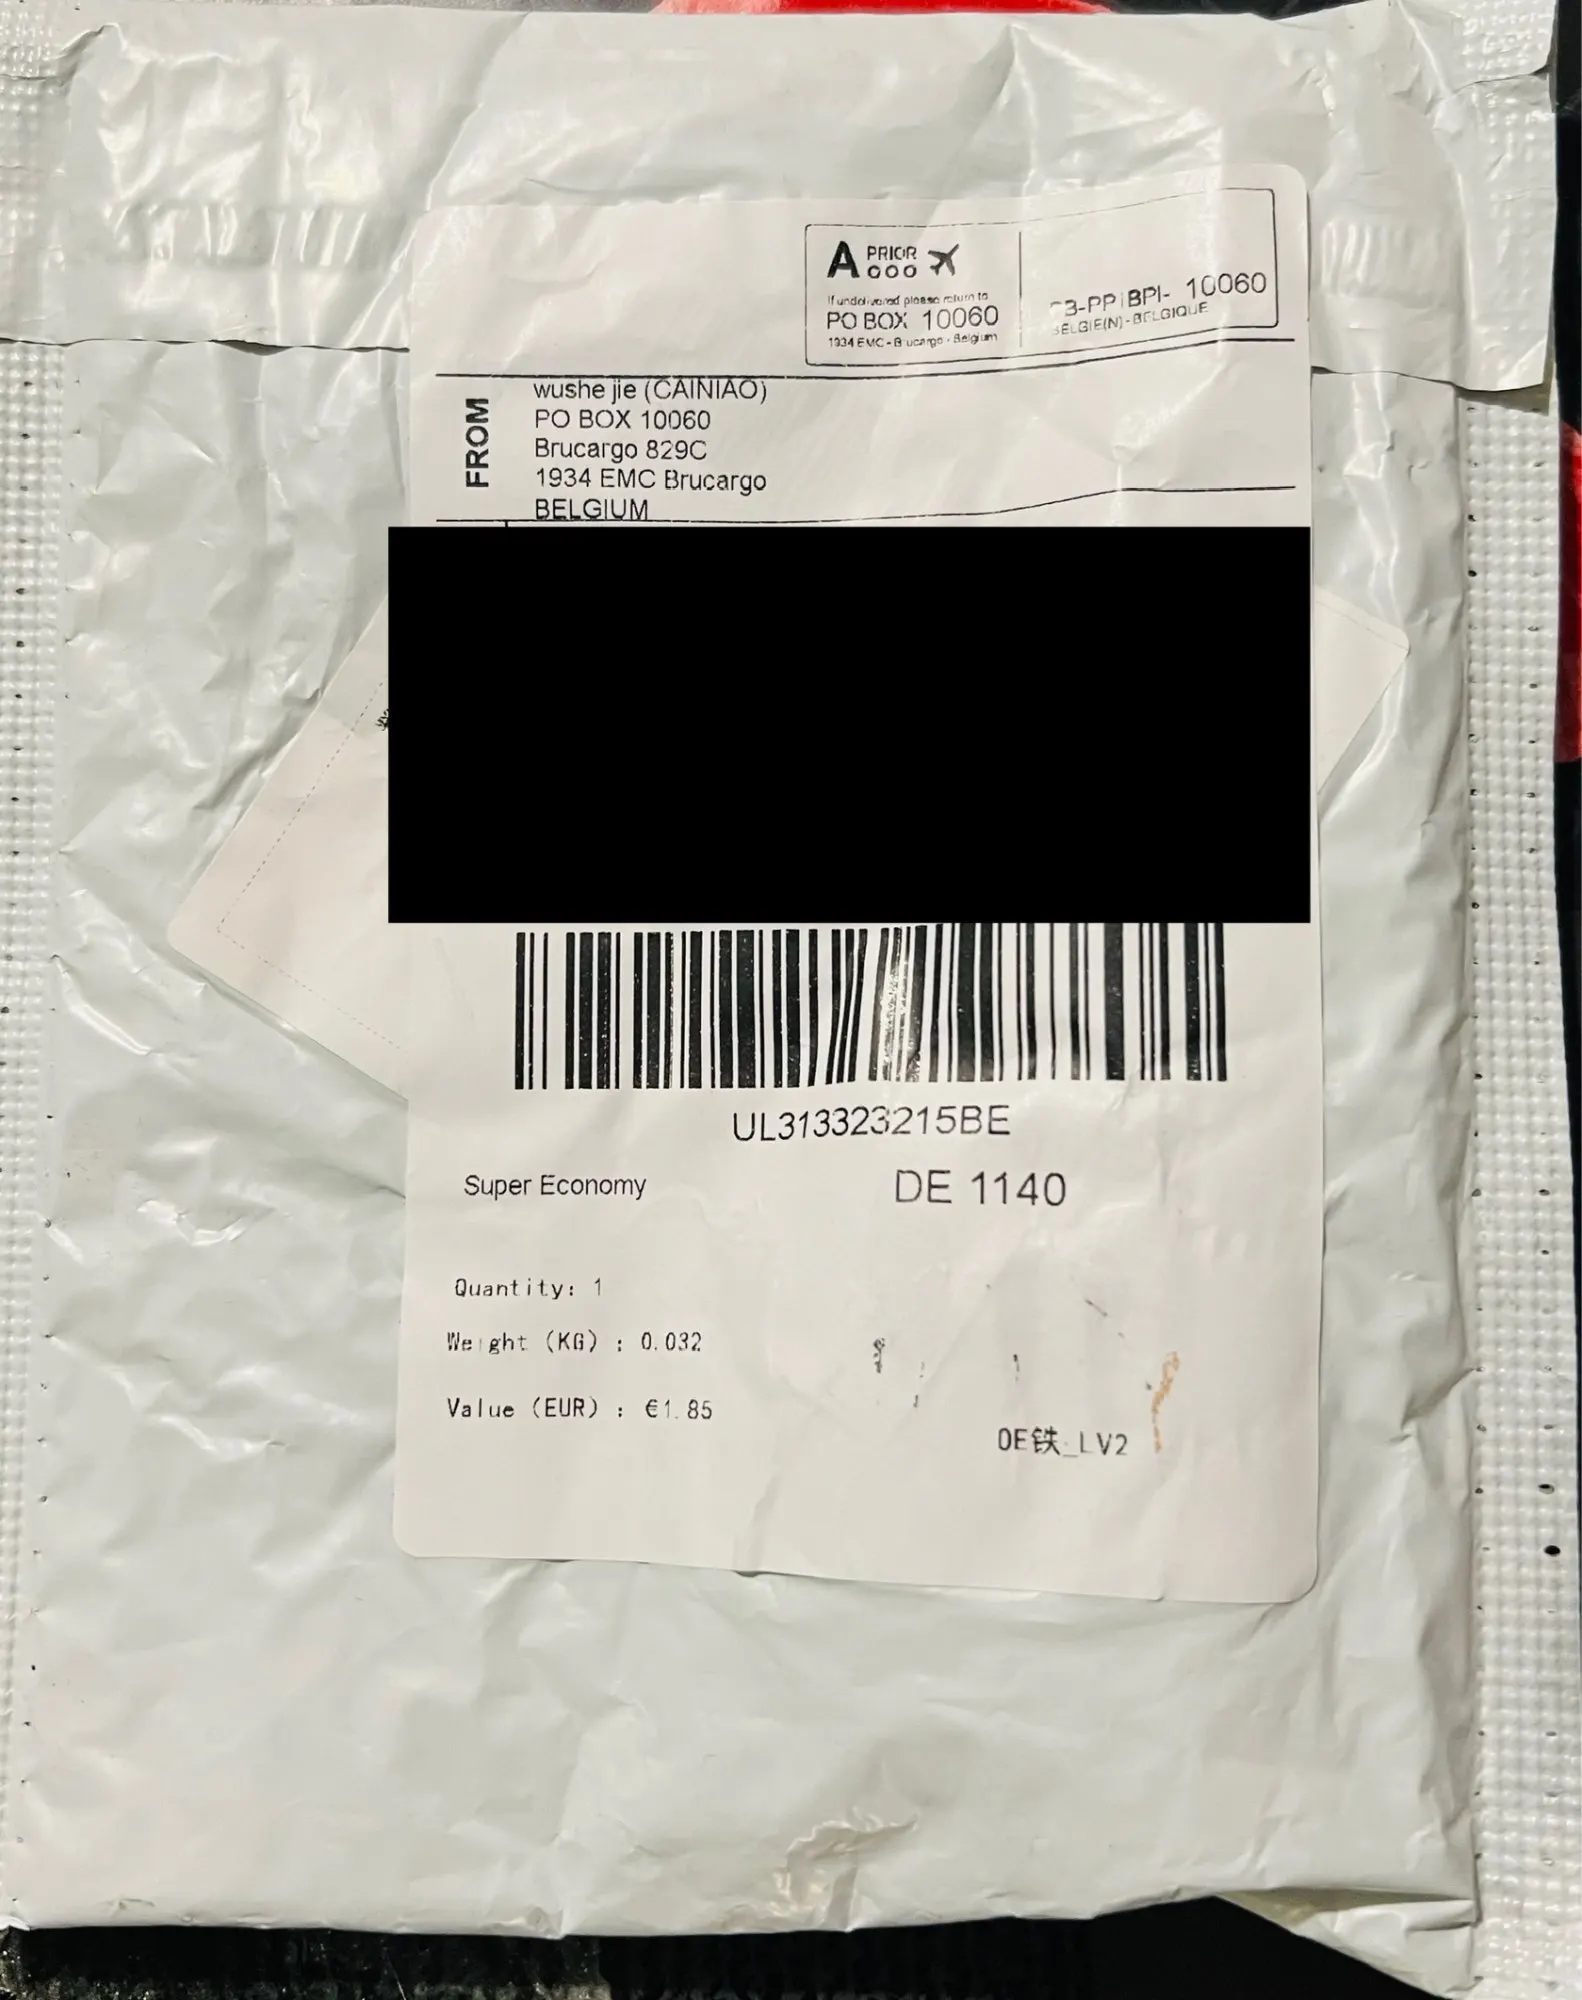 A PRIOR
If undelivered please return to
PO BOX 10060
1934 EMC - Brucargo - Belgium
PP BPI- 10060
BELGIE(N) - BELGIQUE
FROM
wushe jie (CAINIAO)
PO BOX 10060
Brucargo 829C
1934 EMC Brucargo
BELGIUM
UL313323215BE
Super Economy
DE 1140
Quantity: 1
Weight (KG) : 0.032
Value (EUR) : €1.85
DE铁_LV2